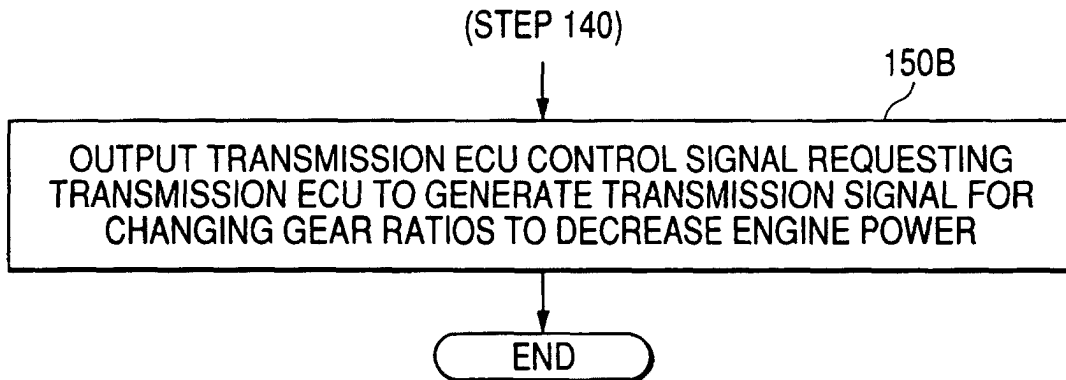 (STEP 140)
150B
OUTPUT TRANSMISSION ECU CONTROL SIGNAL REQUESTING
TRANSMISSION ECU TO GENERATE TRANSMISSION SIGNAL FOR
CHANGING GEAR RATIOS TO DECREASE ENGINE POWER
END